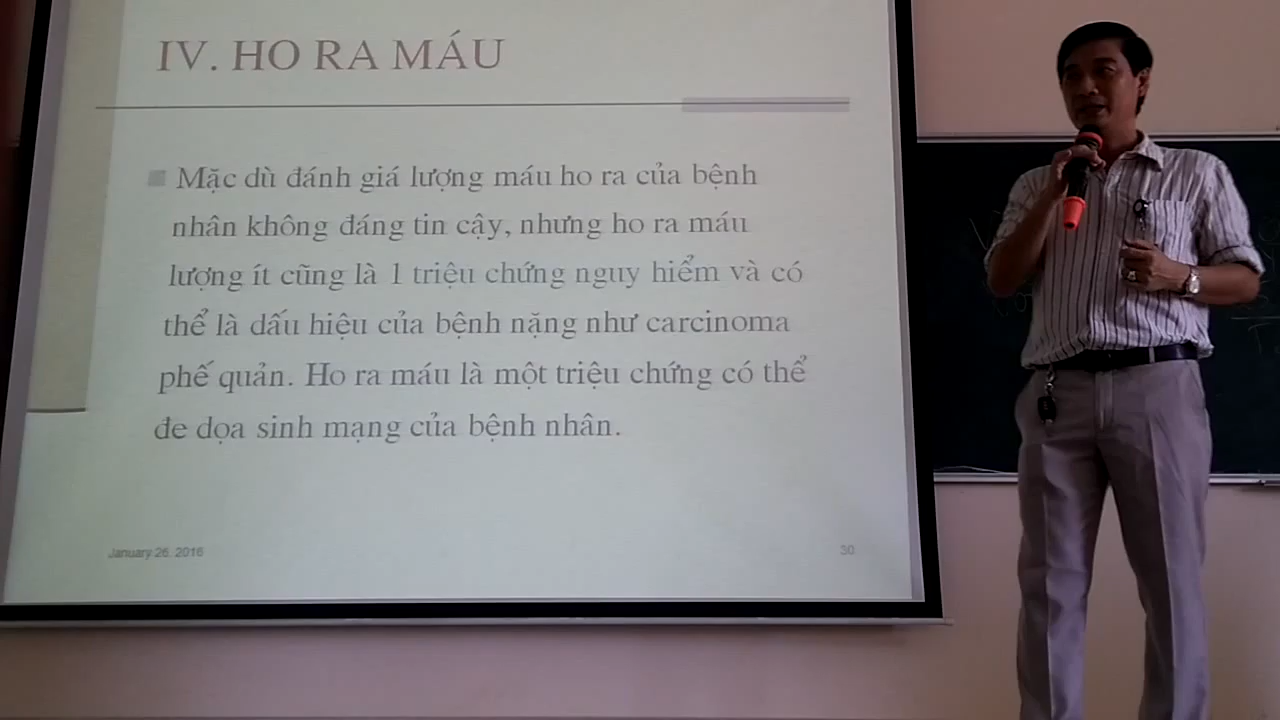 IV. HO RA MÁU
Mặc dù đánh giá lượng máu ho ra của bệnh
nhân không đáng tin cậy, nhưng ho ra máu
lượng ít cũng là 1 triệu chứng nguy hiểm và có
thể là dấu hiệu của bệnh nặng như carcinoma
phế quản. Ho ra máu là một triệu chứng có thể
đe dọa sinh mạng của bệnh nhân.
January 26, 2016
30